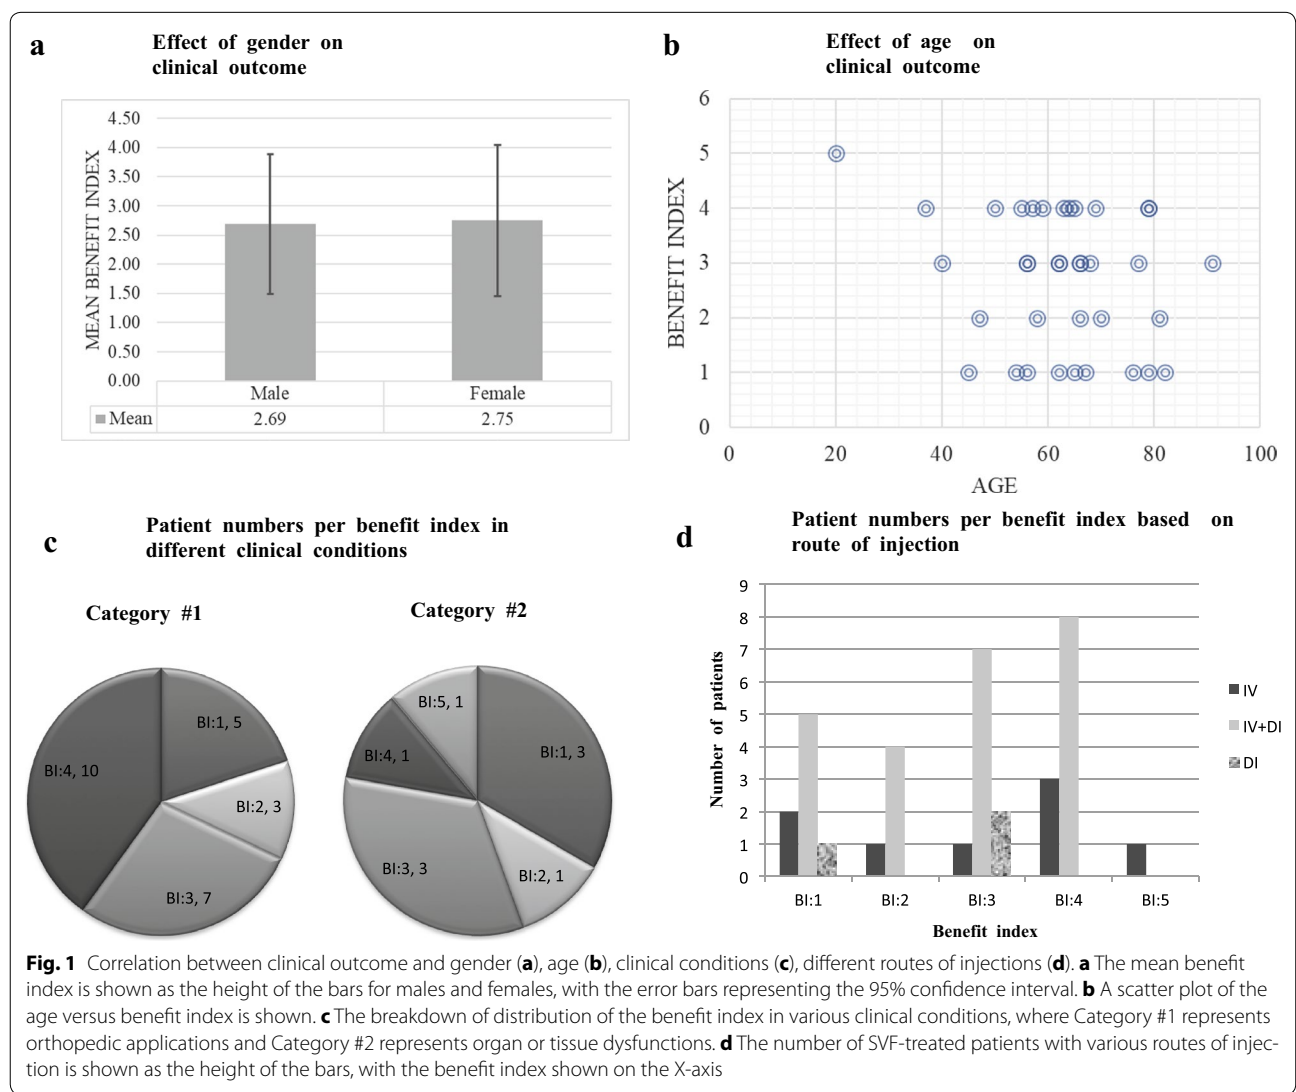 a
Effect of gender on
clinical outcome
MEAN BENEFIT INDEX
4.50
4.00
3.50
3.00
2.50
2.00
1.50
1.00
0.50
0.00
Male Female
Mean 2.69 2.75
b
Effect of age on
clinical outcome
BENEFIT INDEX
6
5
4
3
2
1
0
0 20 40 60 80 100
AGE
c
Patient numbers per benefit index in
different clinical conditions
Category #1
BI:1, 5
BI:2, 3
BI:3, 7
BI:4, 10
Category #2
BI:1, 3
BI:2, 1
BI:3, 3
BI:4, 1
BI:5, 1
d
Patient numbers per benefit index based on
route of injection
Number of patients
9
8
7
6
5
4
3
2
1
0
BI:1 BI:2 BI:3 BI:4 BI:5
Benefit index
IV
IV+DI
DI
Fig. 1 Correlation between clinical outcome and gender (a), age (b), clinical conditions (c), different routes of injections (d). a The mean benefit
index is shown as the height of the bars for males and females, with the error bars representing the 95% confidence interval. b A scatter plot of the
age versus benefit index is shown. c The breakdown of distribution of the benefit index in various clinical conditions, where Category #1 represents
orthopedic applications and Category #2 represents organ or tissue dysfunctions. d The number of SVF-treated patients with various routes of injec-
tion is shown as the height of the bars, with the benefit index shown on the X-axis